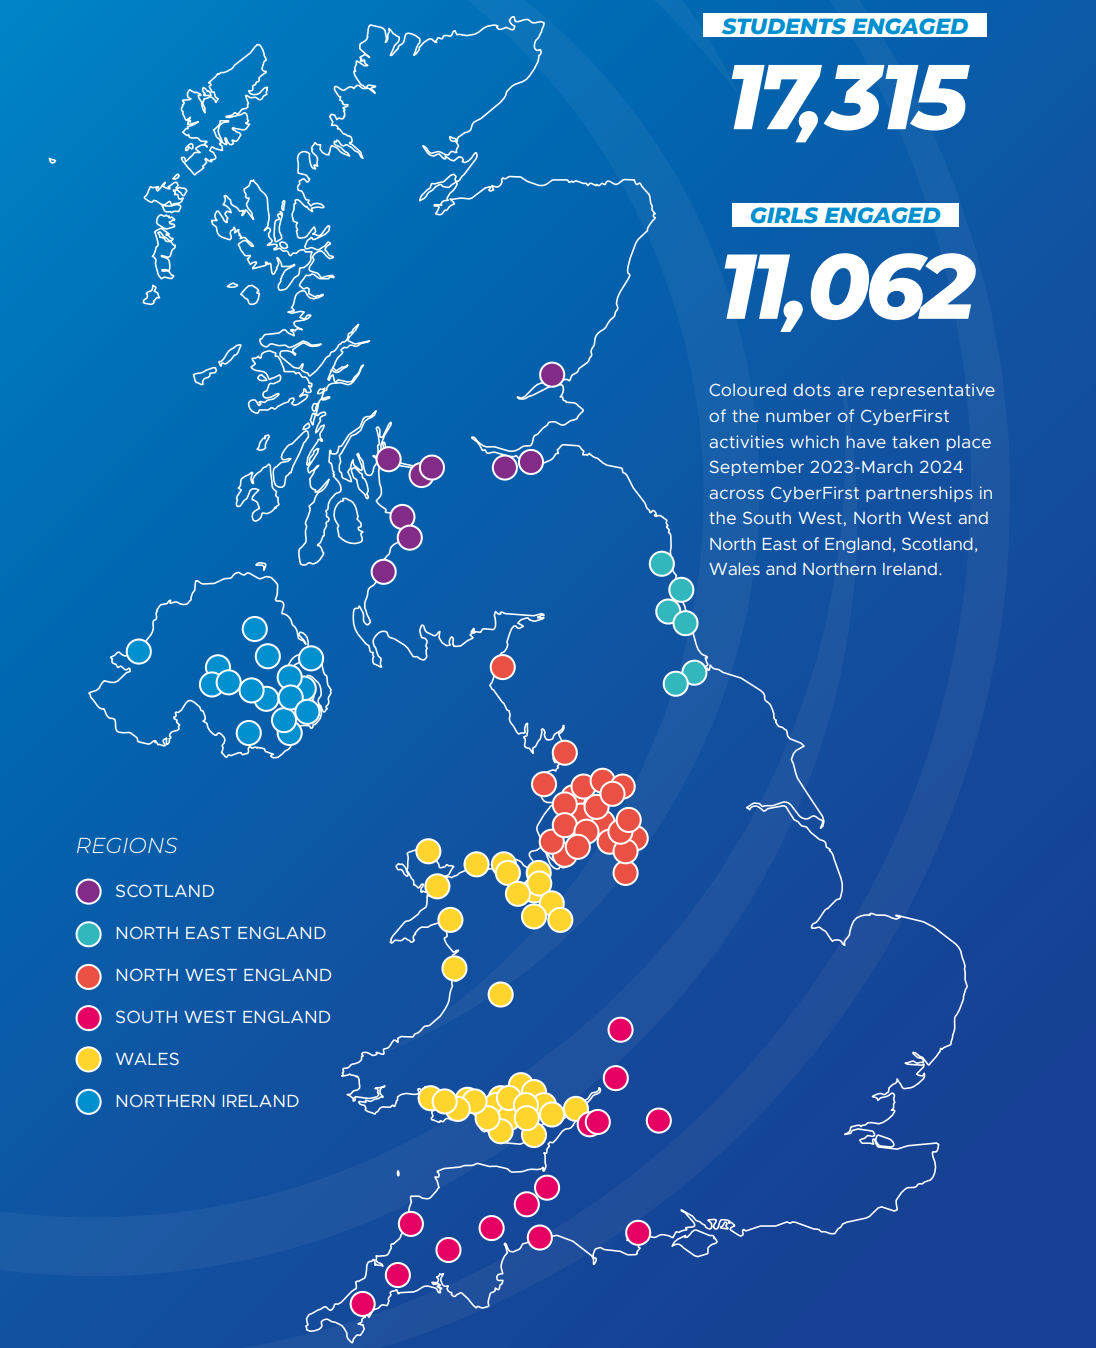 STUDENTS ENGAGED
17,315
GIRLS ENGAGED
11,062
Coloured dots are representative
of the number of CyberFirst
activities which have taken place
September 2023-March 2024
across CyberFirst partnerships in
the South West, North West and
North East of England, Scotland,
Wales and Northern Ireland.
REGIONS
SCOTLAND
NORTH EAST ENGLAND
NORTH WEST ENGLAND
SOUTH WEST ENGLAND
WALES
NORTHERN IRELAND